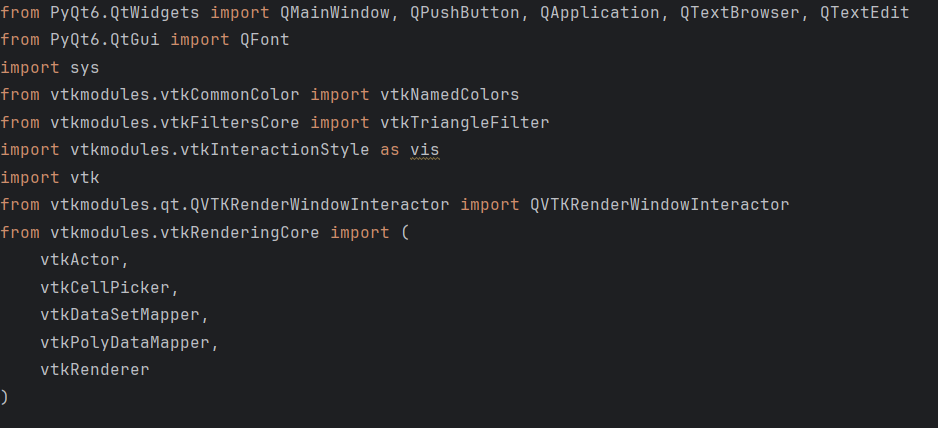 from PyQt6.QtWidgets import QMainWindow, QPushButton, QApplication, QTextBrowser, QTextEdit
from PyQt6.QtGui import QFont
import sys
from vtkmodules.vtkCommonColor import vtkNamedColors
from vtkmodules.vtkFiltersCore import vtkTriangleFilter
import vtkmodules.vtkInteractionStyle as vis
import vtk
from vtkmodules.qt.QVTKRenderWindowInteractor import QVTKRenderWindowInteractor
from vtkmodules.vtkRenderingCore import (
    vtkActor,
    vtkCellPicker,
    vtkDataSetMapper,
    vtkPolyDataMapper,
    vtkRenderer
)